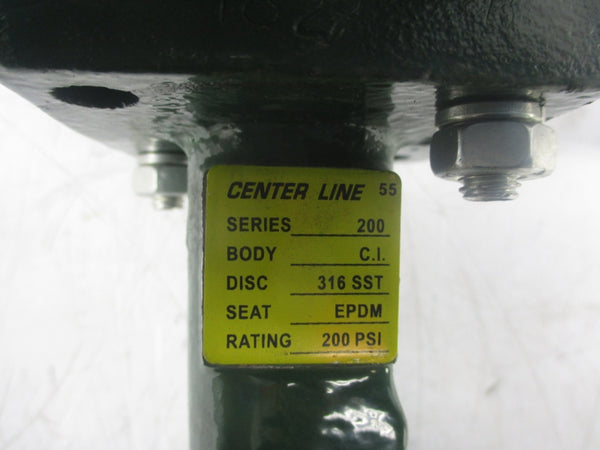 CENTER LINE 55
SERIES 200
BODY C.I.
DISC 316 SST
SEAT EPDM
RATING 200 PSI